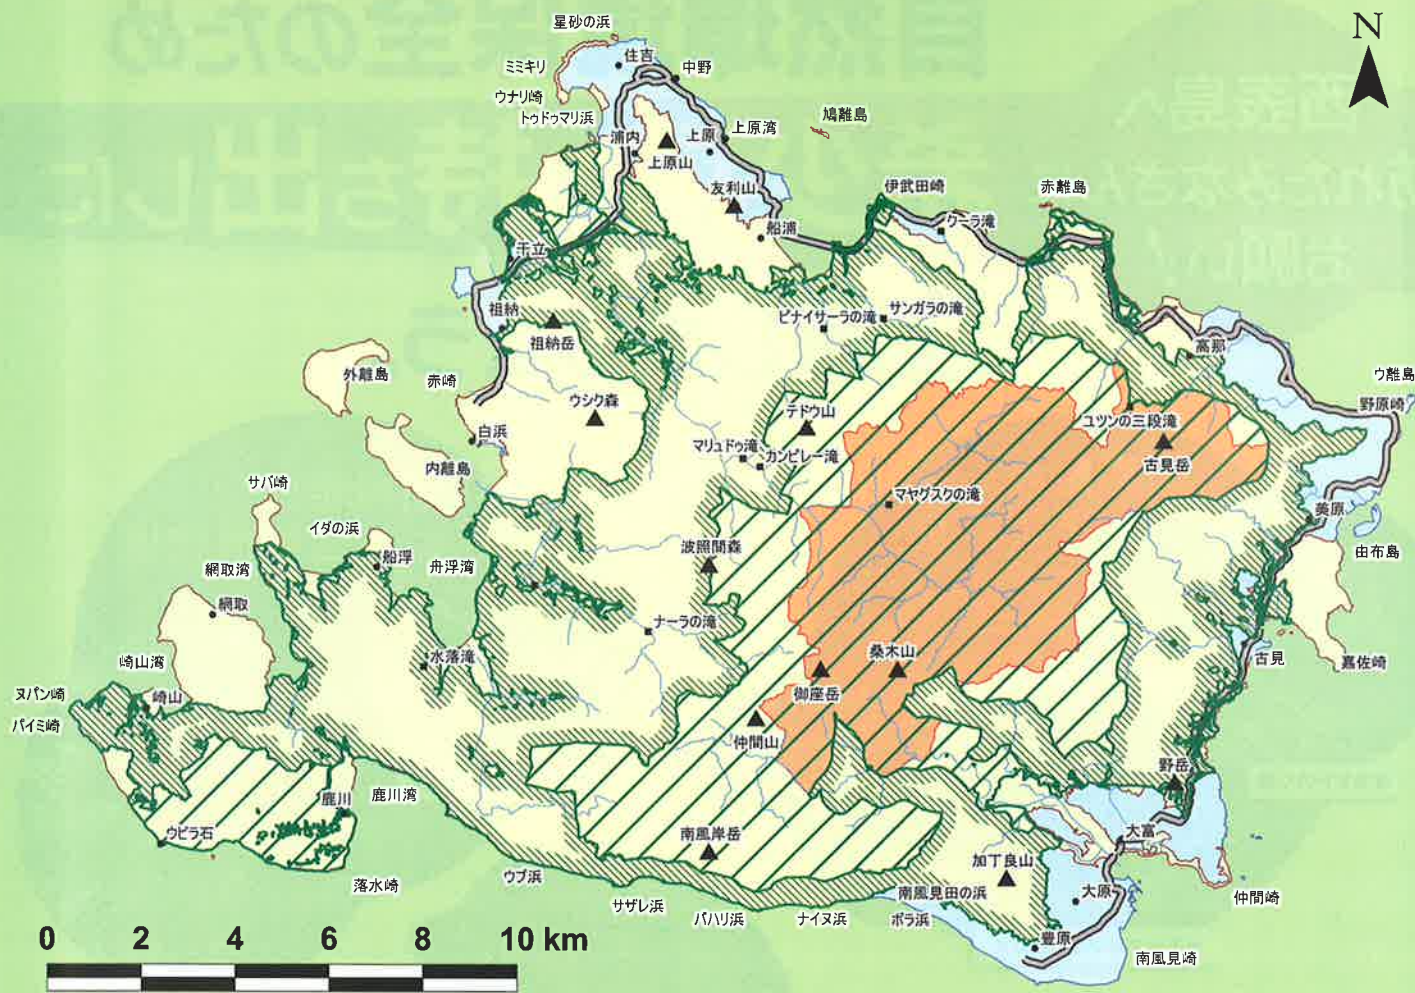 星砂の浜
住吉
中野
ミミキリ
ウナリ崎
トゥドゥマリ浜
浦内
上原山
上原
上原湾
鳩離島
友利山
船浦
伊武田崎
クーラ滝
赤離島
干立
祖納
祖納岳
ピナイサーラの滝
サンガラの滝
高那
ウ離島
野原崎
外離島
赤崎
白浜
ウシク森
内離島
テドウ山
マリュドゥ滝
カンピレー滝
ユツンの三段滝
古見岳
マヤグスクの滝
美原
由布島
サバ崎
イダの浜
船浮
網取湾
網取
舟浮湾
波照間森
ナーラの滝
水落滝
崎山湾
崎山
ヌバン崎
パイミ崎
桑木山
御座岳
仲間山
古見
嘉佐崎
野岳
鹿川
鹿川湾
ウビラ石
落水崎
ウブ浜
サザレ浜
南風岸岳
パハリ浜
ナイヌ浜
南風見田の浜
ボラ浜
加丁良山
大富
大原
豊原
仲間崎
南風見崎
N
0 2 4 6 8 10 km